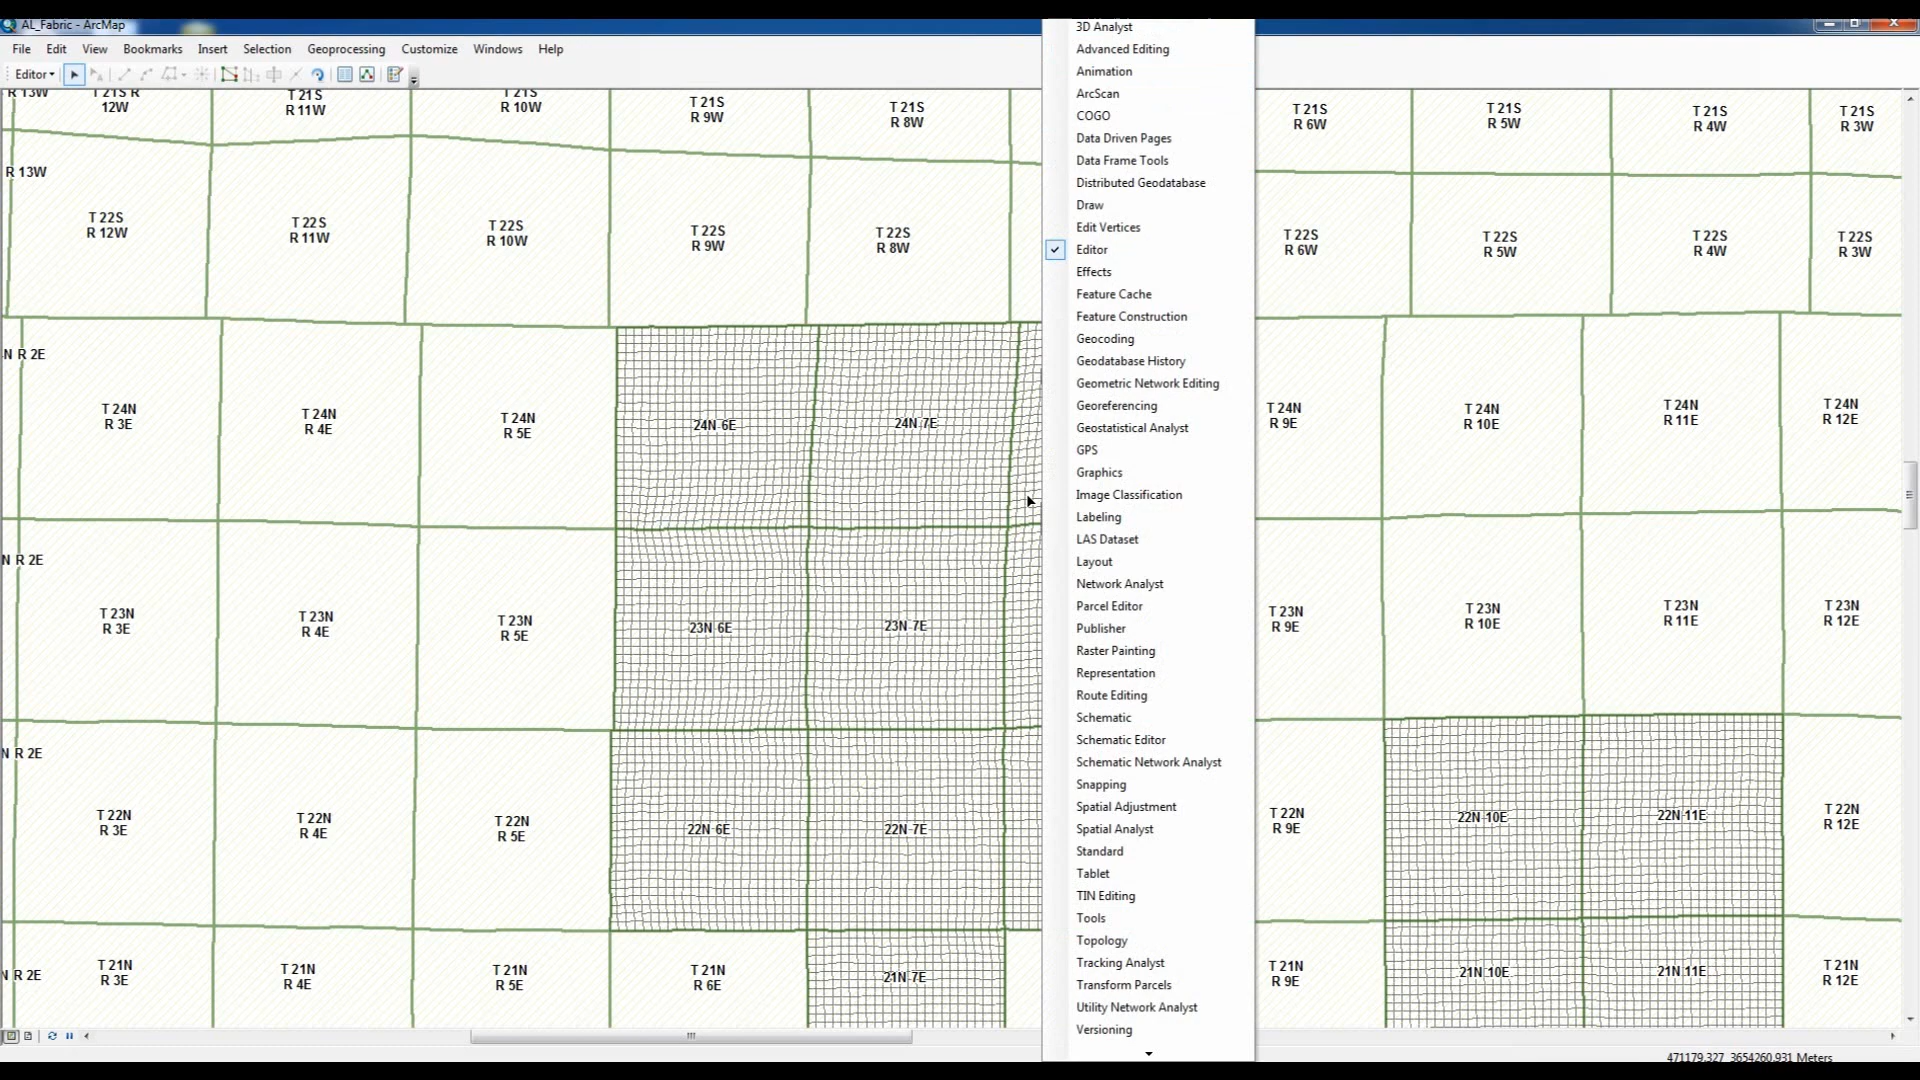 AL_Fabric - ArcMap
File Edit View Bookmarks Insert Selection Geoprocessing Customize Windows Help
Editor
R 13W
T 21S R
12W
T 21S
R 11W
T 21S
R 10W
T 21S
R 9W
T 21S
R 8W
T 21S
R 6W
T 21S
R 5W
T 21S
R 4W
T 21S
R 3W
R 13W
T 22S
R 12W
T 22S
R 11W
T 22S
R 10W
T 22S
R 9W
T 22S
R 8W
T 22S
R 6W
T 22S
R 5W
T 22S
R 4W
T 22S
R 3W
N R 2E
T 24N
R 3E
T 24N
R 4E
T 24N
R 5E
24N 6E
24N 7E
T 24N
R 9E
T 24N
R 10E
T 24N
R 11E
T 24N
R 12E
N R 2E
T 23N
R 3E
T 23N
R 4E
T 23N
R 5E
23N 6E
23N 7E
T 23N
R 9E
T 23N
R 10E
T 23N
R 11E
T 23N
R 12E
N R 2E
T 22N
R 3E
T 22N
R 4E
T 22N
R 5E
22N 6E
22N 7E
T 22N
R 9E
22N 10E
22N 11E
T 22N
R 12E
N R 2E
T 21N
R 3E
T 21N
R 4E
T 21N
R 5E
T 21N
R 6E
21N 7E
T 21N
R 9E
21N 10E
21N 11E
T 21N
R 12E
3D Analyst
Advanced Editing
Animation
ArcScan
COGO
Data Driven Pages
Data Frame Tools
Distributed Geodatabase
Draw
Edit Vertices
Editor
Effects
Feature Cache
Feature Construction
Geocoding
Geodatabase History
Geometric Network Editing
Georeferencing
Geostatistical Analyst
GPS
Graphics
Image Classification
Labeling
LAS Dataset
Layout
Network Analyst
Parcel Editor
Publisher
Raster Painting
Representation
Route Editing
Schematic
Schematic Editor
Schematic Network Analyst
Snapping
Spatial Adjustment
Spatial Analyst
Standard
Tablet
TIN Editing
Tools
Topology
Tracking Analyst
Transform Parcels
Utility Network Analyst
Versioning
471179.327 3654260.931 Meters